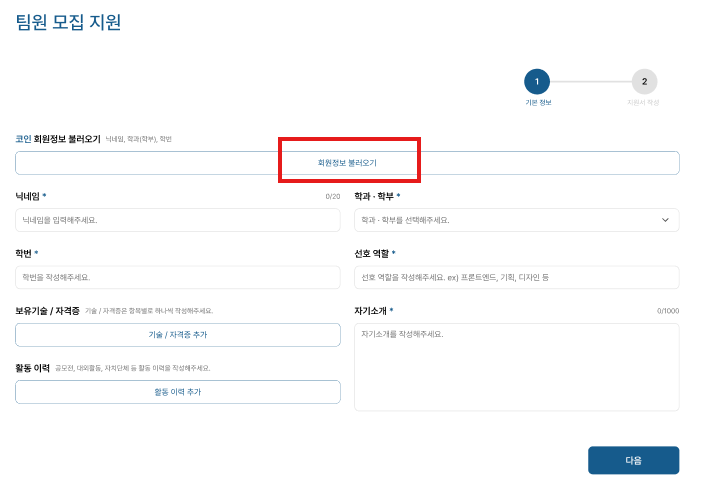 팀원 모집 지원
1
2
기본 정보
지원서 작성
코인 회원정보 불러오기 닉네임, 학과(학부), 학번
회원정보 불러오기
닉네임 *
0/20
닉네임을 입력해주세요.
학과 · 학부 *
학과 · 학부를 선택해주세요.
학번 *
학번을 작성해주세요.
선호 역할 *
선호 역할을 작성해주세요. ex) 프론트엔드, 기획, 디자인 등
보유기술 / 자격증 기술 / 자격증은 항목별로 하나씩 작성해주세요.
기술 / 자격증 추가
자기소개 *
0/1000
자기소개를 작성해주세요.
활동 이력 공모전, 대외활동, 자치단체 등 활동 이력을 작성해주세요.
활동 이력 추가
다음